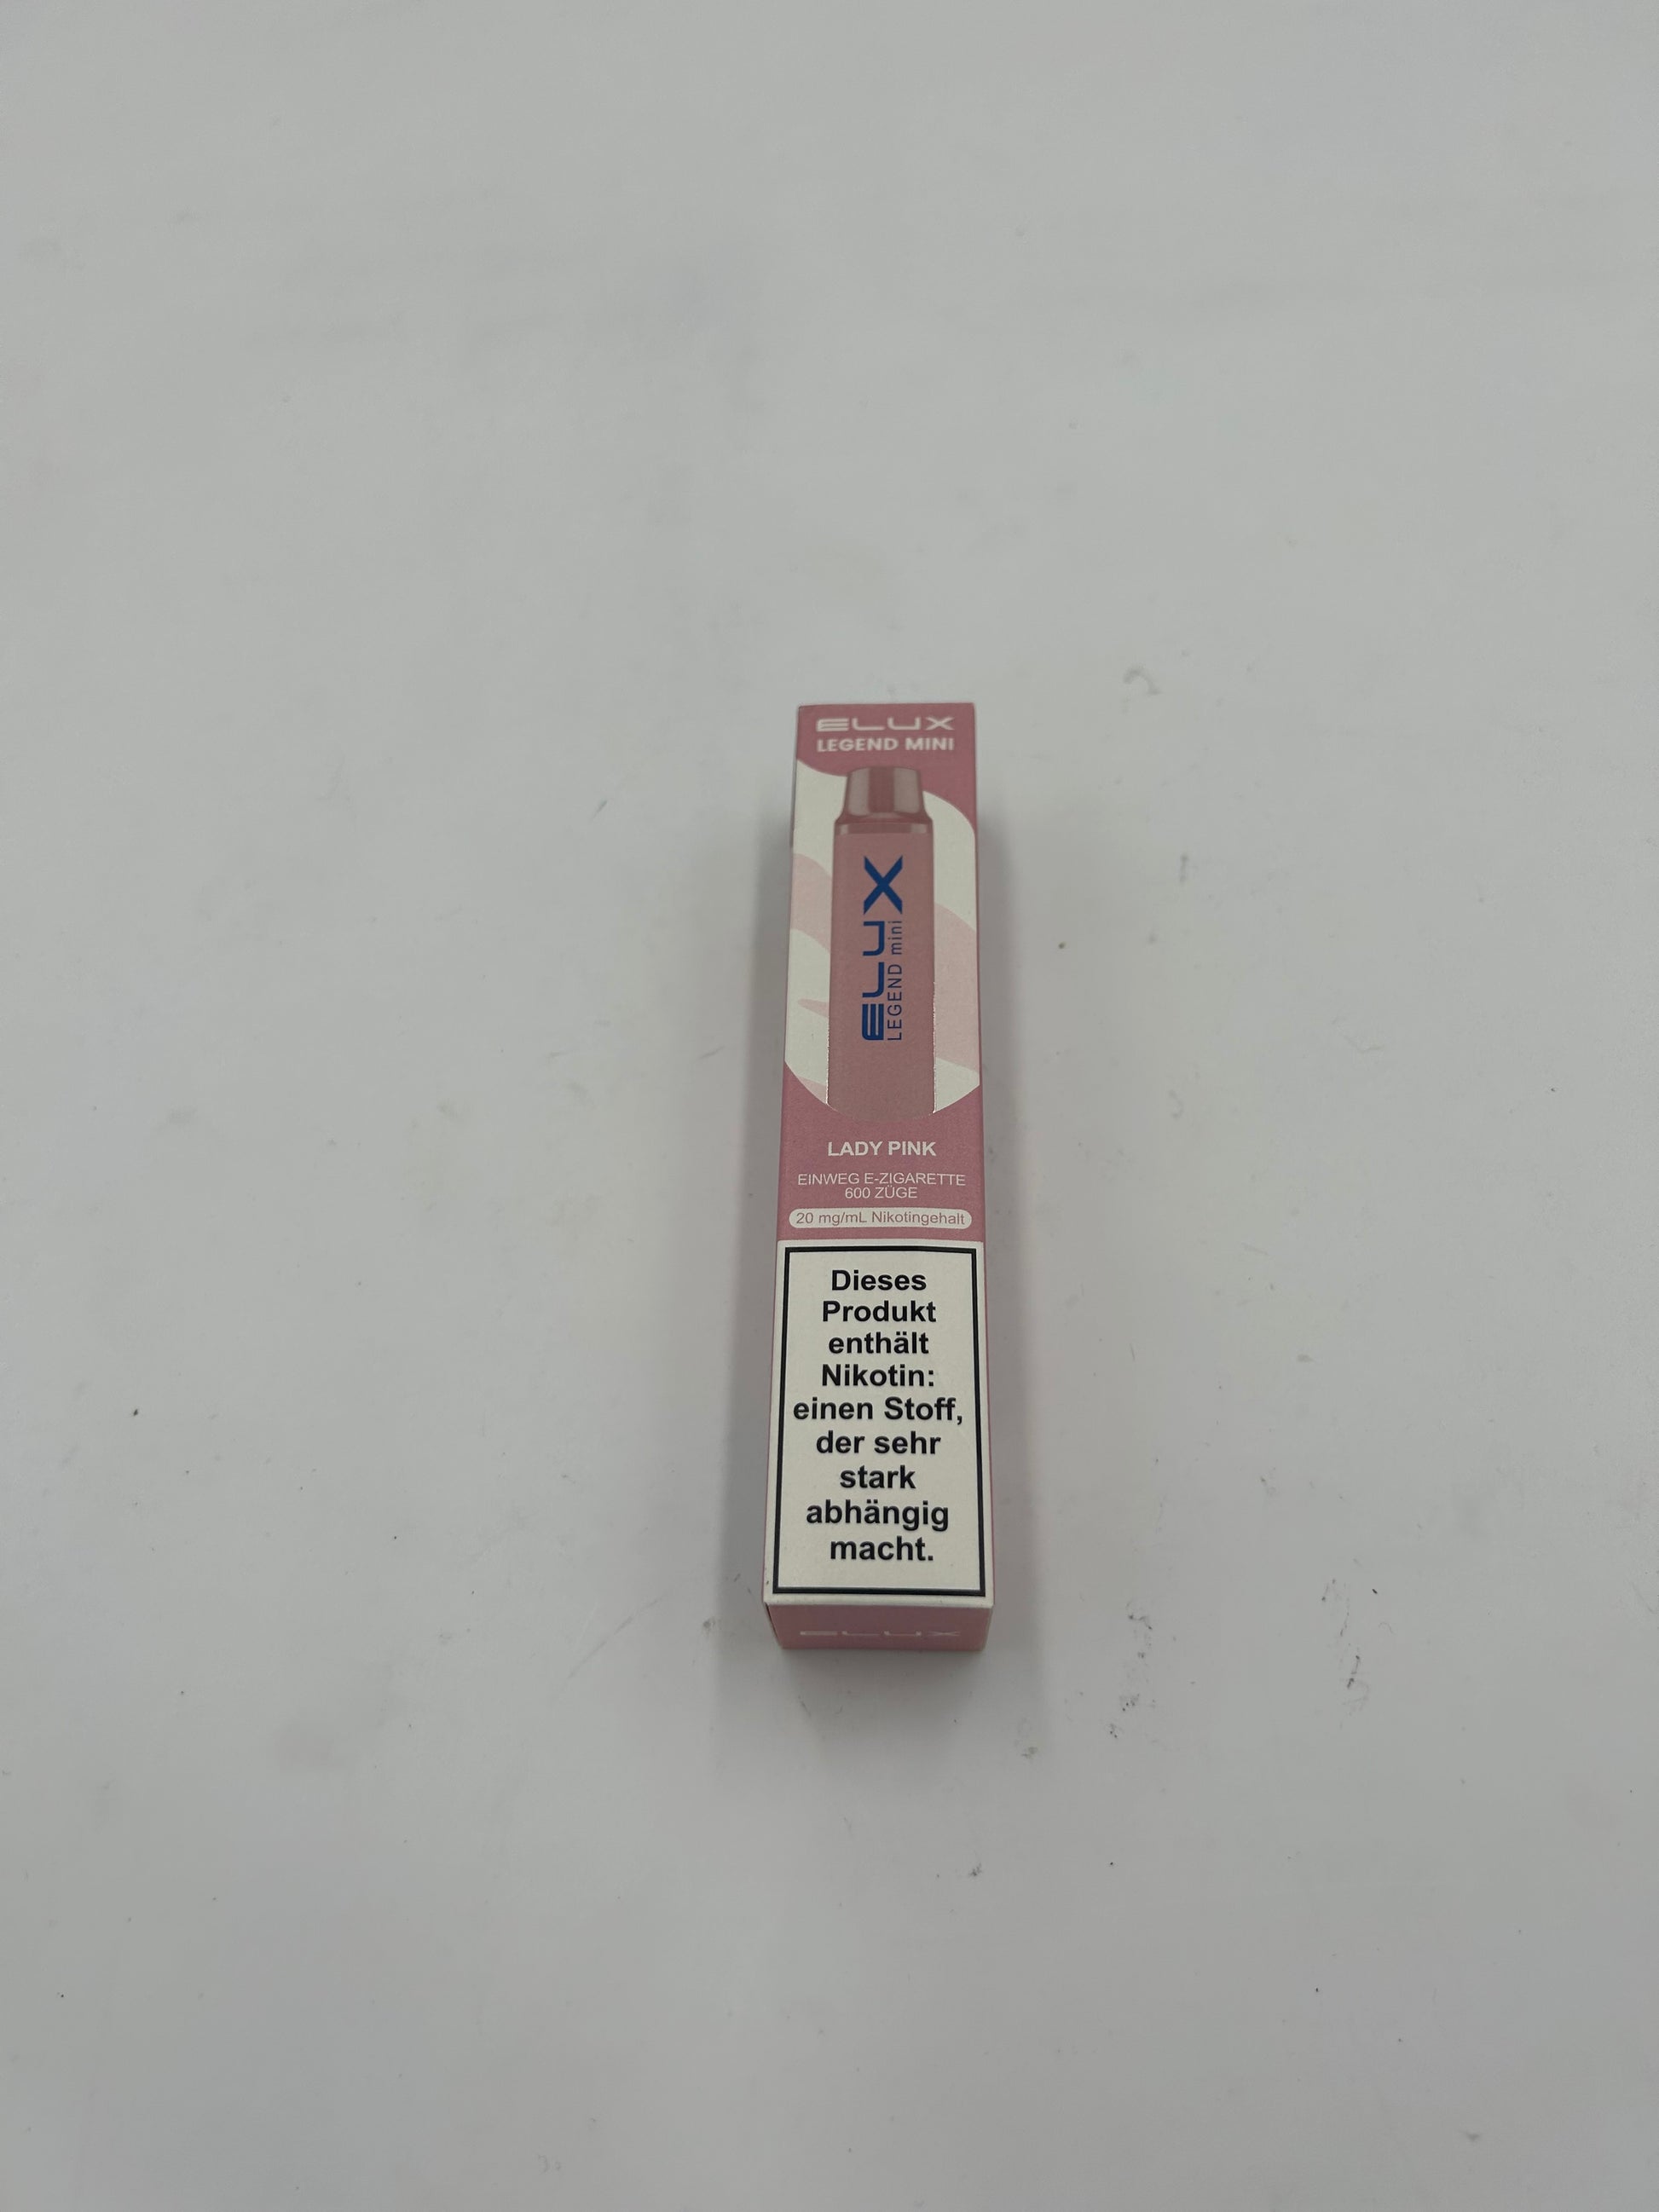 ELUX
LEGEND MINI
ELUX
LEGEND mini
LADY PINK
EINWEG E-ZIGARETTE
600 ZÜGE
20 mg/mL Nikotingehalt
Dieses
Produkt
enthält
Nikotin:
einen Stoff,
der sehr
stark
abhängig
macht.
ELUX